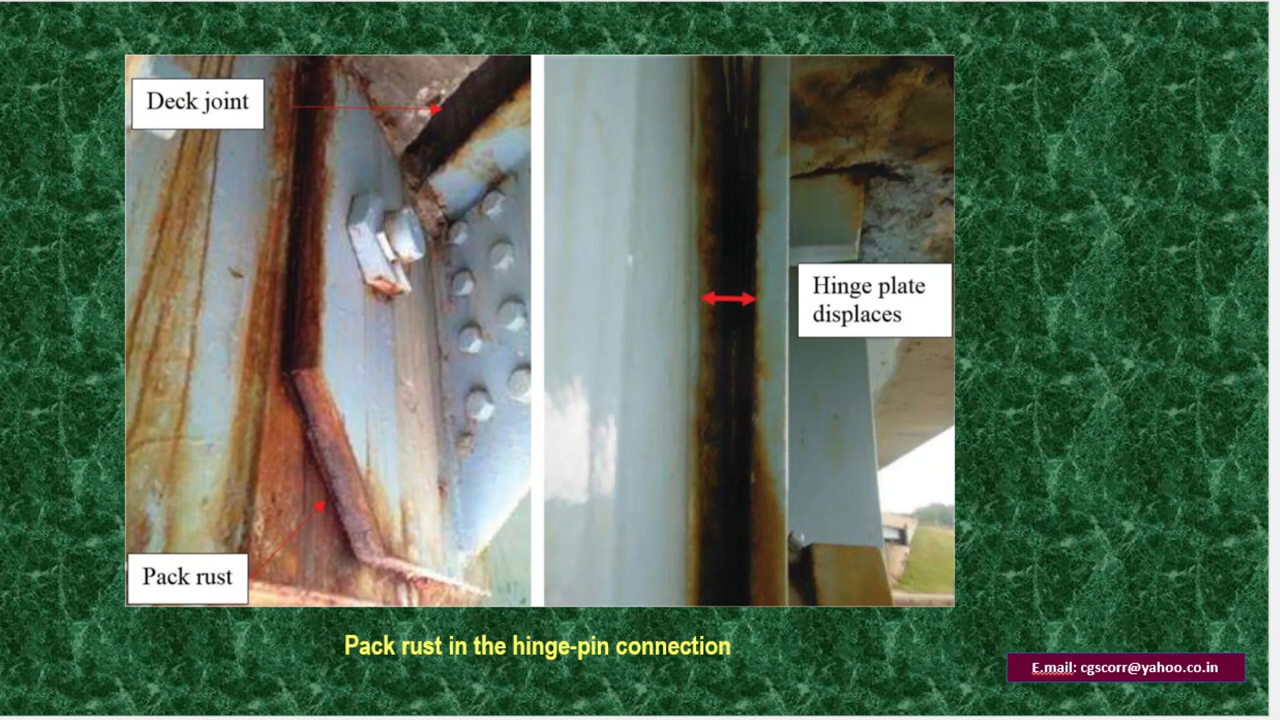 Deck joint
Hinge plate
displaces
Pack rust
Pack rust in the hinge-pin connection
E.mail: cgscorr@yahoo.co.in